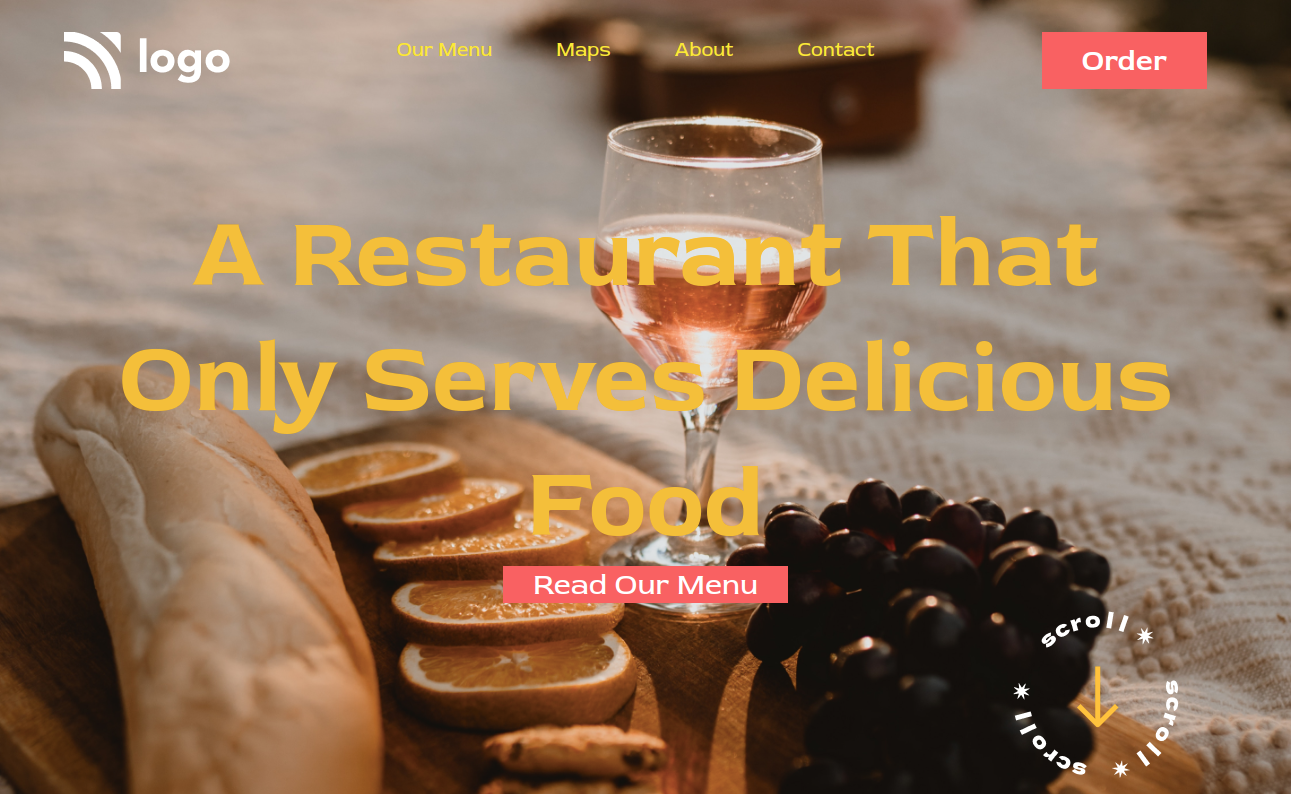 logo
Our Menu Maps About Contact
Order
A Restaurant That
Only Serves Delicious
Food
Read Our Menu
scroll
scroll
scroll